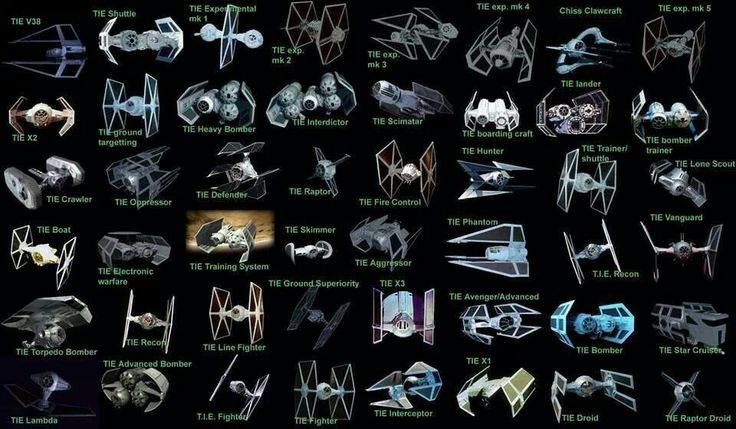 TIE V38
TIE Shuttle
TIE Experimental
mk 1
TIE exp.
mk 2
TIE exp.
mk 3
TIE exp. mk 4
Chiss Clawcraft
TIE exp. mk 5
TIE X2
TIE ground
targetting
TIE Heavy Bomber
TIE Interdictor
TIE Scimatar
TIE boarding craft
TIE lander
TIE bomber
trainer
TIE Crawler
TIE Oppressor
TIE Defender
TIE Raptor
TIE Fire Control
TIE Hunter
TIE Trainer/
shuttle
TIE Lone Scout
TIE Boat
TIE Electronic
warfare
TIE Training System
TIE Skimmer
TIE Aggressor
TIE Phantom
T.I.E. Recon
TIE Vanguard
TIE Torpedo Bomber
TIE Recon
TIE Line Fighter
TIE Ground Superiority
TIE X3
TIE Avenger/Advanced
TIE Bomber
TIE Star Cruiser
TIE Lambda
TIE Advanced Bomber
T.I.E. Fighter
TIE Fighter
TIE Interceptor
TIE X1
TIE Droid
TIE Raptor Droid